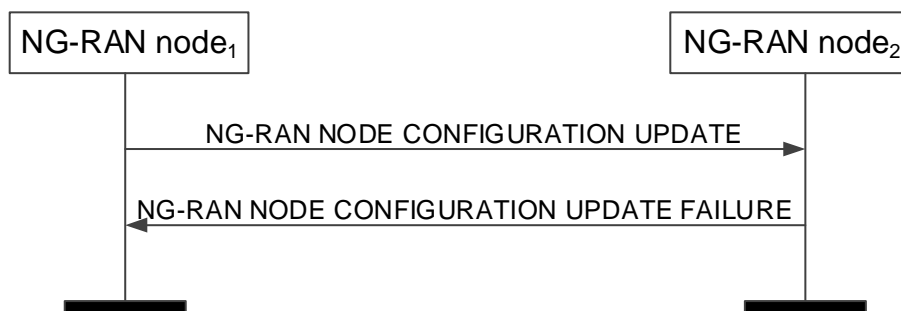 NG-RAN node₁
NG-RAN node₂
NG-RAN NODE CONFIGURATION UPDATE
NG-RAN NODE CONFIGURATION UPDATE FAILURE